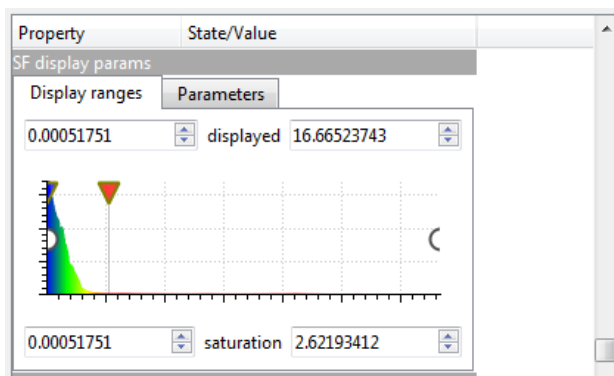 Property State/Value
SF display params
Display ranges Parameters
0.00051751 displayed 16.66523743
0.00051751 saturation 2.62193412